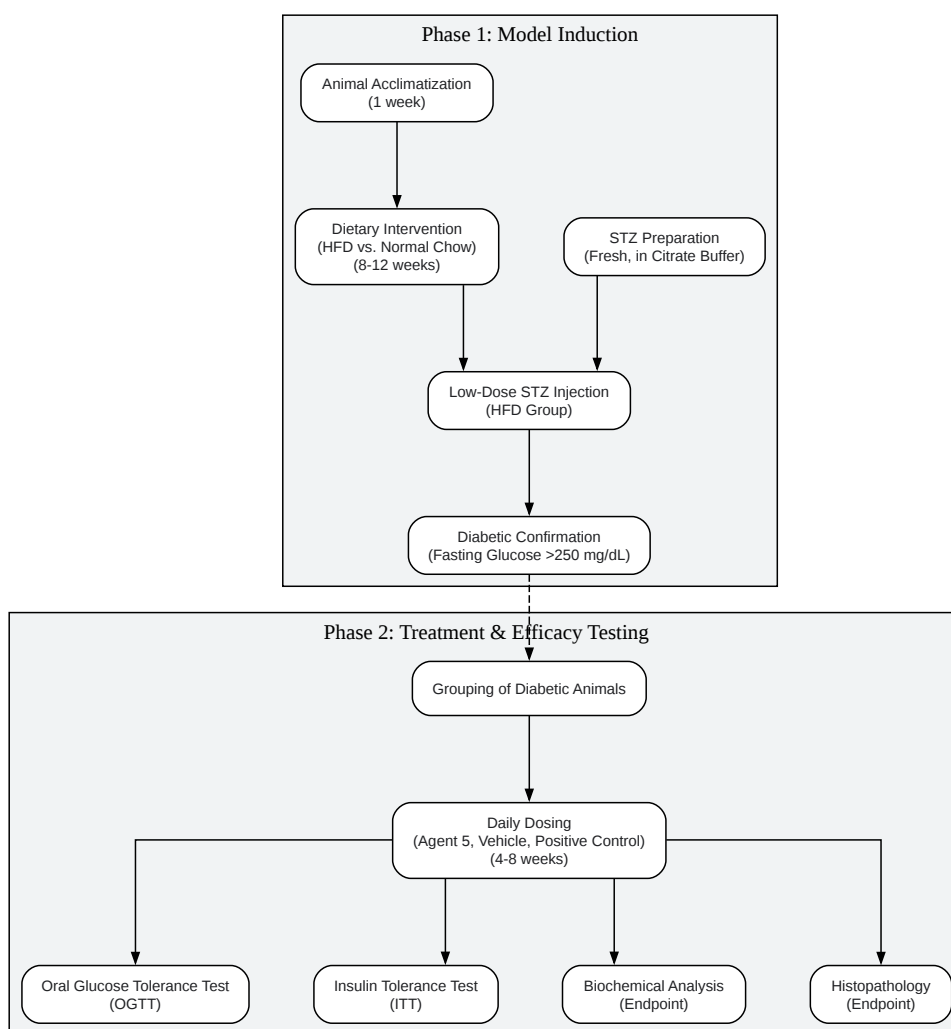 Phase 1: Model Induction
Animal Acclimatization
(1 week)
Dietary Intervention
(HFD vs. Normal Chow)
(8-12 weeks)
STZ Preparation
(Fresh, in Citrate Buffer)
Low-Dose STZ Injection
(HFD Group)
Diabetic Confirmation
(Fasting Glucose >250 mg/dL)
Phase 2: Treatment & Efficacy Testing
Grouping of Diabetic Animals
Daily Dosing
(Agent 5, Vehicle, Positive Control)
(4-8 weeks)
Oral Glucose Tolerance Test
(OGTT)
Insulin Tolerance Test
(ITT)
Biochemical Analysis
(Endpoint)
Histopathology
(Endpoint)